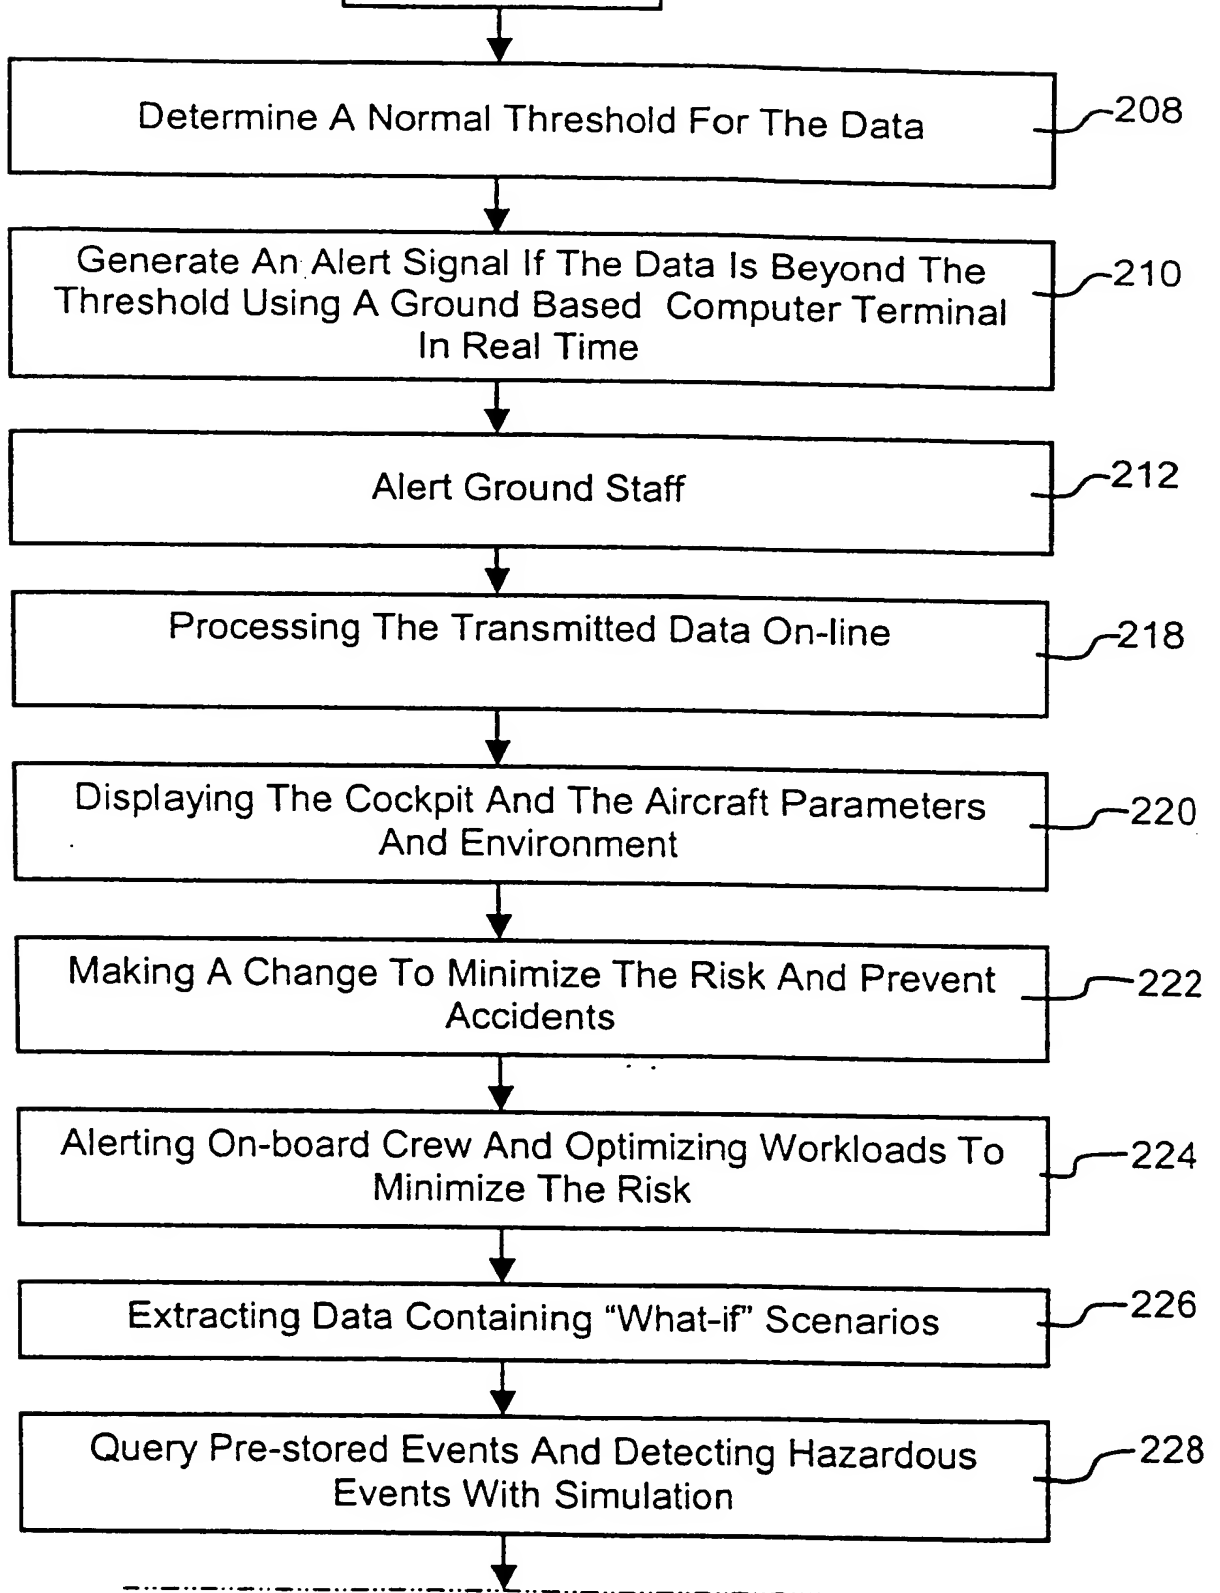 Determine A Normal Threshold For The Data
208
Generate An Alert Signal If The Data Is Beyond The
Threshold Using A Ground Based Computer Terminal
In Real Time
210
Alert Ground Staff
212
Processing The Transmitted Data On-line
218
Displaying The Cockpit And The Aircraft Parameters
And Environment
220
Making A Change To Minimize The Risk And Prevent
Accidents
222
Alerting On-board Crew And Optimizing Workloads To
Minimize The Risk
224
Extracting Data Containing “What-if” Scenarios
226
Query Pre-stored Events And Detecting Hazardous
Events With Simulation
228